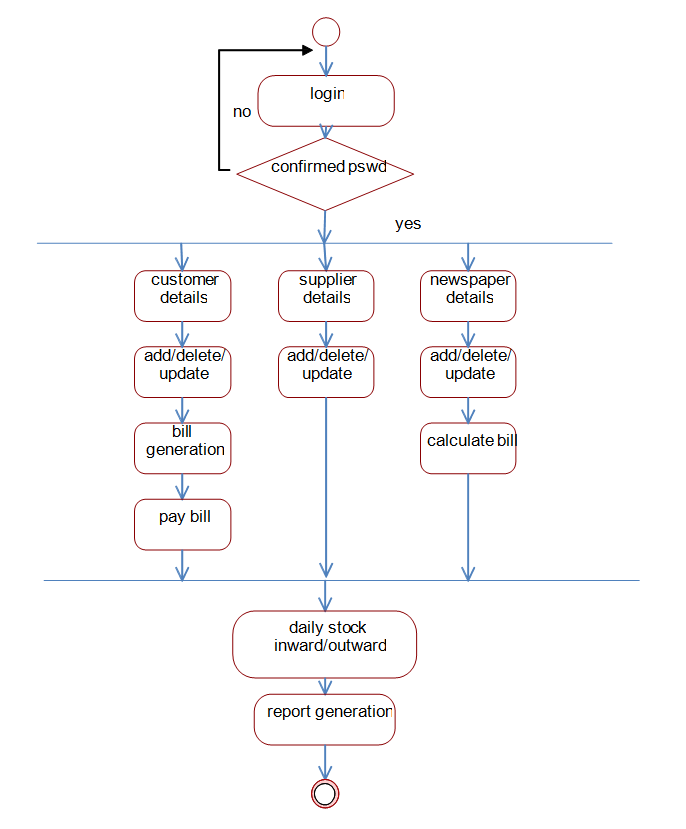 login
no
confirmed pswd
yes
customer
details
supplier
details
newspaper
details
add/delete/
update
add/delete/
update
add/delete/
update
bill
generation
calculate bill
pay bill
daily stock
inward/outward
report generation